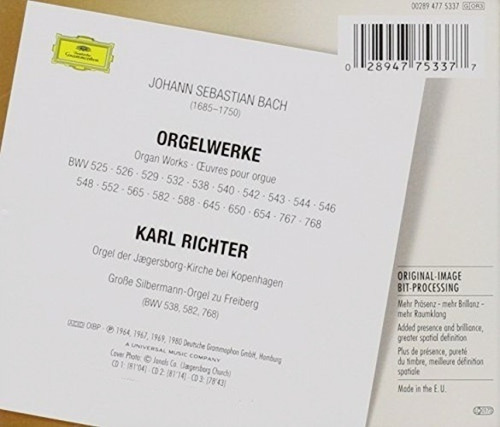 00289 477 5337 GOR3
0 28947 75337 7
Deutsche
Grammophon
JOHANN SEBASTIAN BACH
(1685–1750)
ORGELWERKE
Organ Works · Œuvres pour orgue
BWV 525 · 526 · 529 · 532 · 538 · 540 · 542 · 543 · 544 · 546
548 · 552 · 565 · 582 · 588 · 645 · 650 · 654 · 767 · 768
KARL RICHTER
Orgel der Jægersborg-Kirche bei Kopenhagen
Große Silbermann-Orgel zu Freiberg
(BWV 538, 582, 768)
ADD OIBP · ℗ 1964, 1967, 1969, 1980 Deutsche Grammophon GmbH, Hamburg
A UNIVERSAL MUSIC COMPANY
Cover Photo: © Jonals Co. (Jægersborg Church)
CD 1: [81'04] · CD 2: [81'14] · CD 3: [78'43]
ORIGINAL-IMAGE
BIT-PROCESSING
Mehr Präsenz - mehr Brillanz -
mehr Raumklang
Added presence and brilliance,
greater spatial definition
Plus de présence, pureté
du timbre, meilleure définition
spatiale
Made in the E. U.